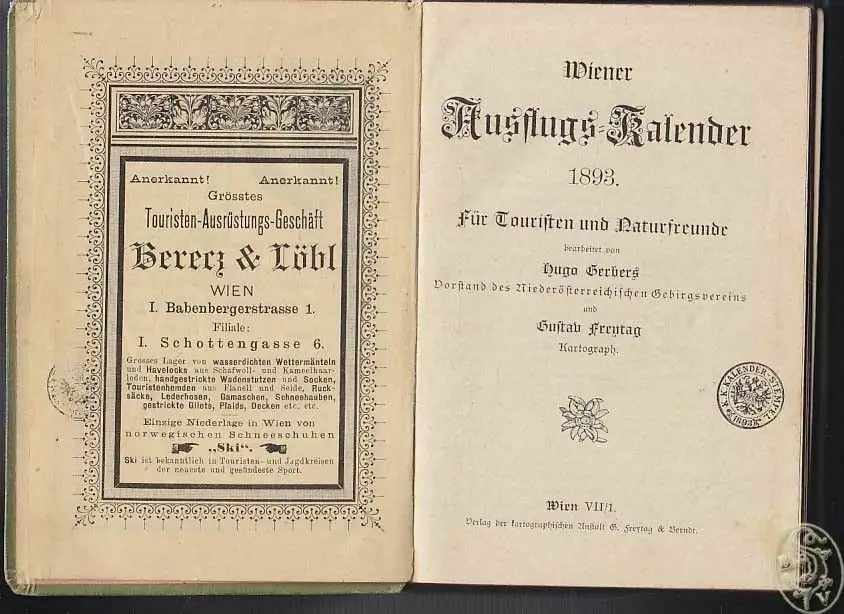 Anerkannt! Anerkannt!
Grösstes
Touristen-Ausrüstungs-Geschäft
Berecz & Löbl
WIEN
I. Babenbergerstrasse 1.
Filiale:
I. Schottengasse 6.
Grosses Lager von wasserdichten Wettermänteln
und Havelocks aus Schafwoll- und Kameelhaar-
loden, handgestrickte Wadenstutzen und Socken,
Touristenhemden aus Flanell und Seide, Ruck-
säcke, Lederhosen, Gamaschen, Schneehauben,
gestrickte Gilets, Plaids, Decken etc. etc.
Einzige Niederlage in Wien von
norwegischen Schneeschuhen
„Ski“.
Ski ist bekanntlich in Touristen- und Jagdkreisen
der neueste und gesündeste Sport.
Wiener
Ausflugs-Kalender
1893.
Für Touristen und Naturfreunde
bearbeitet von
Hugo Gerbers
Vorstand des Niederösterreichischen Gebirgsvereins
und
Gustav Freytag
Kartograph.
K. K. KALENDER-STEMPEL
1893
Wien VII/1.
Verlag der kartographischen Anstalt G. Freytag & Berndt.